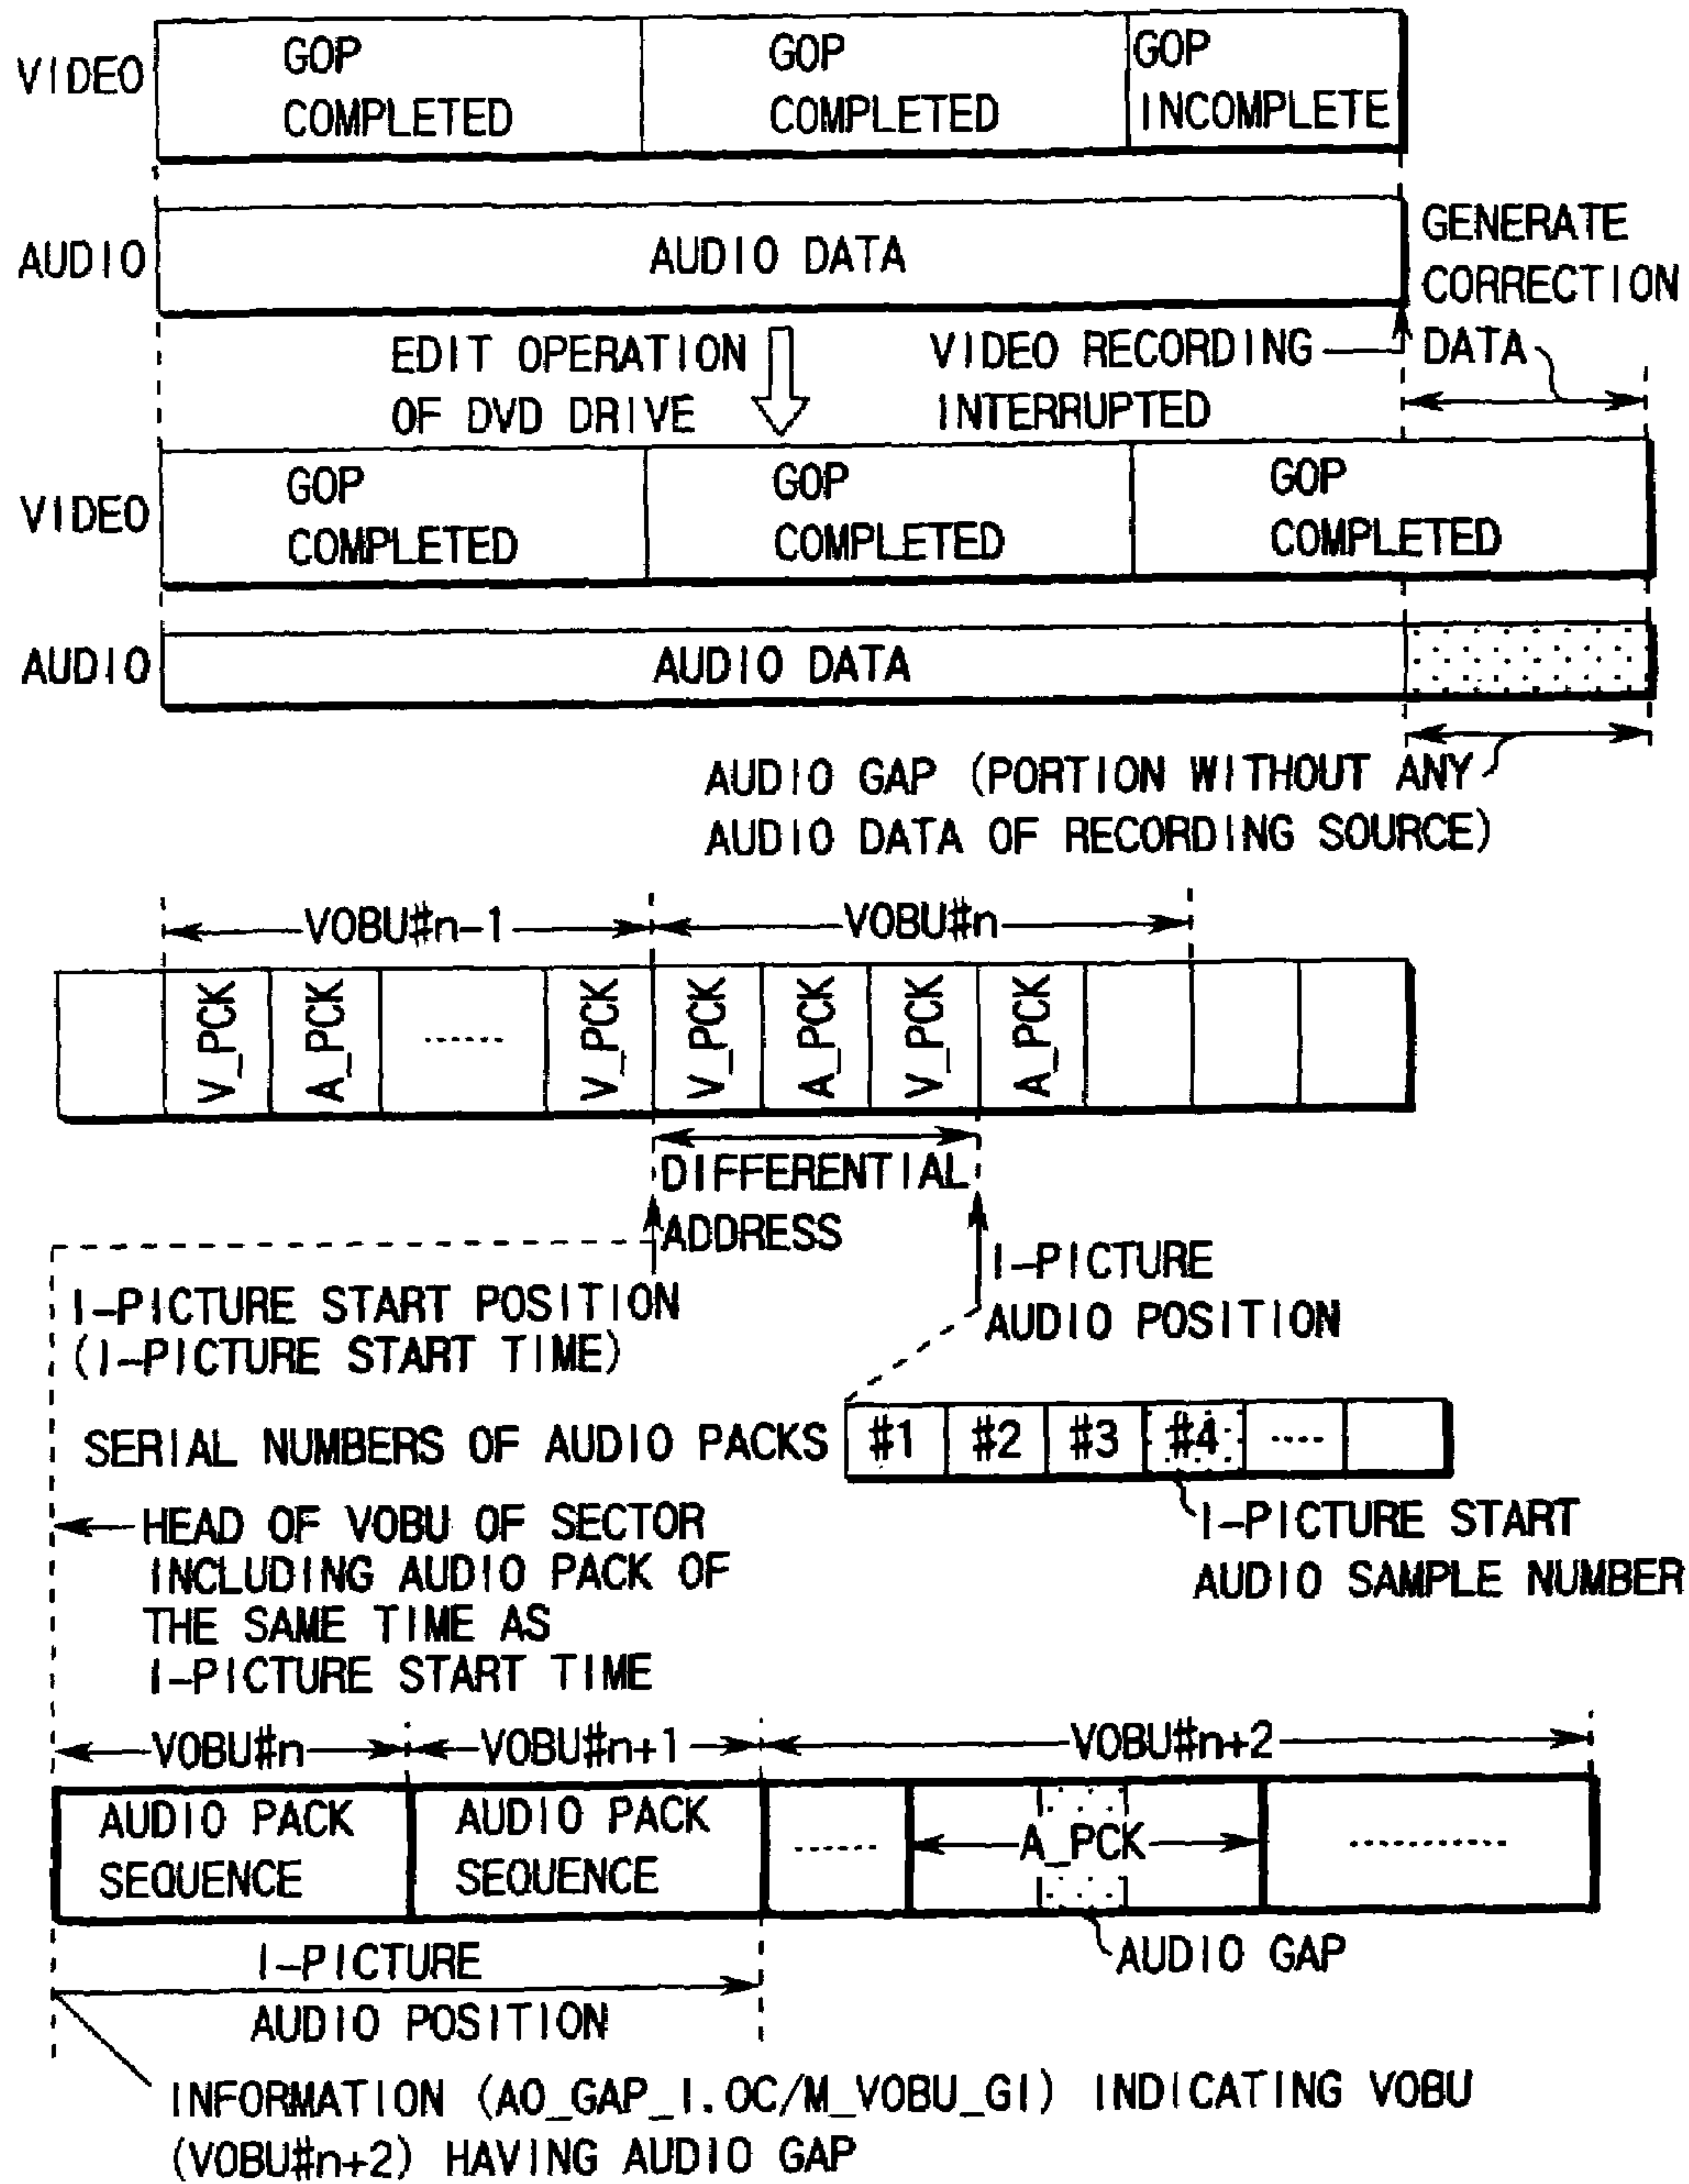 VIDEO
GOP
COMPLETED
GOP
COMPLETED
GOP
INCOMPLETE
AUDIO
AUDIO DATA
GENERATE
CORRECTION
DATA
EDIT OPERATION
OF DVD DRIVE
VIDEO RECORDING
INTERRUPTED
VIDEO
GOP
COMPLETED
GOP
COMPLETED
GOP
COMPLETED
AUDIO
AUDIO DATA
AUDIO GAP (PORTION WITHOUT ANY
AUDIO DATA OF RECORDING SOURCE)
VOBU#n-1
VOBU#n
V_PCK
A_PCK
......
V_PCK
V_PCK
A_PCK
V_PCK
A_PCK
DIFFERENTIAL
ADDRESS
I-PICTURE START POSITION
(I-PICTURE START TIME)
I-PICTURE
AUDIO POSITION
SERIAL NUMBERS OF AUDIO PACKS
#1
#2
#3
#4
....
I-PICTURE START
AUDIO SAMPLE NUMBER
HEAD OF VOBU OF SECTOR
INCLUDING AUDIO PACK OF
THE SAME TIME AS
I-PICTURE START TIME
VOBU#n
VOBU#n+1
VOBU#n+2
AUDIO PACK
SEQUENCE
AUDIO PACK
SEQUENCE
......
A_PCK
...........
AUDIO GAP
I-PICTURE
AUDIO POSITION
INFORMATION (AO_GAP_I.OC/M_VOBU_GI) INDICATING VOBU
(VOBU#n+2) HAVING AUDIO GAP